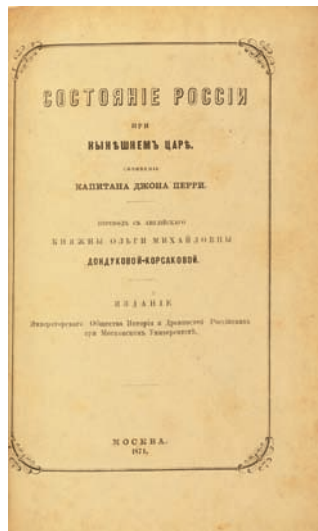 СОСТОЯНІЕ РОССІИ
ПРИ
НЫНѢШНЕМЪ ЦАРѢ.
СОЧИНЕНІЕ
КАПИТАНА ДЖОНА ПЕРРИ.
ПЕРЕВОДЪ СЪ АНГЛІЙСКАГО
КНЯЖНЫ ОЛЬГИ МИХАЙЛОВНЫ
ДОНДУКОВОЙ-КОРСАКОВОЙ.
ИЗДАНІЕ
Императорскаго Общества Исторіи и Древностей Россійскихъ
при Московскомъ Университетѣ.
МОСКВА.
1871.